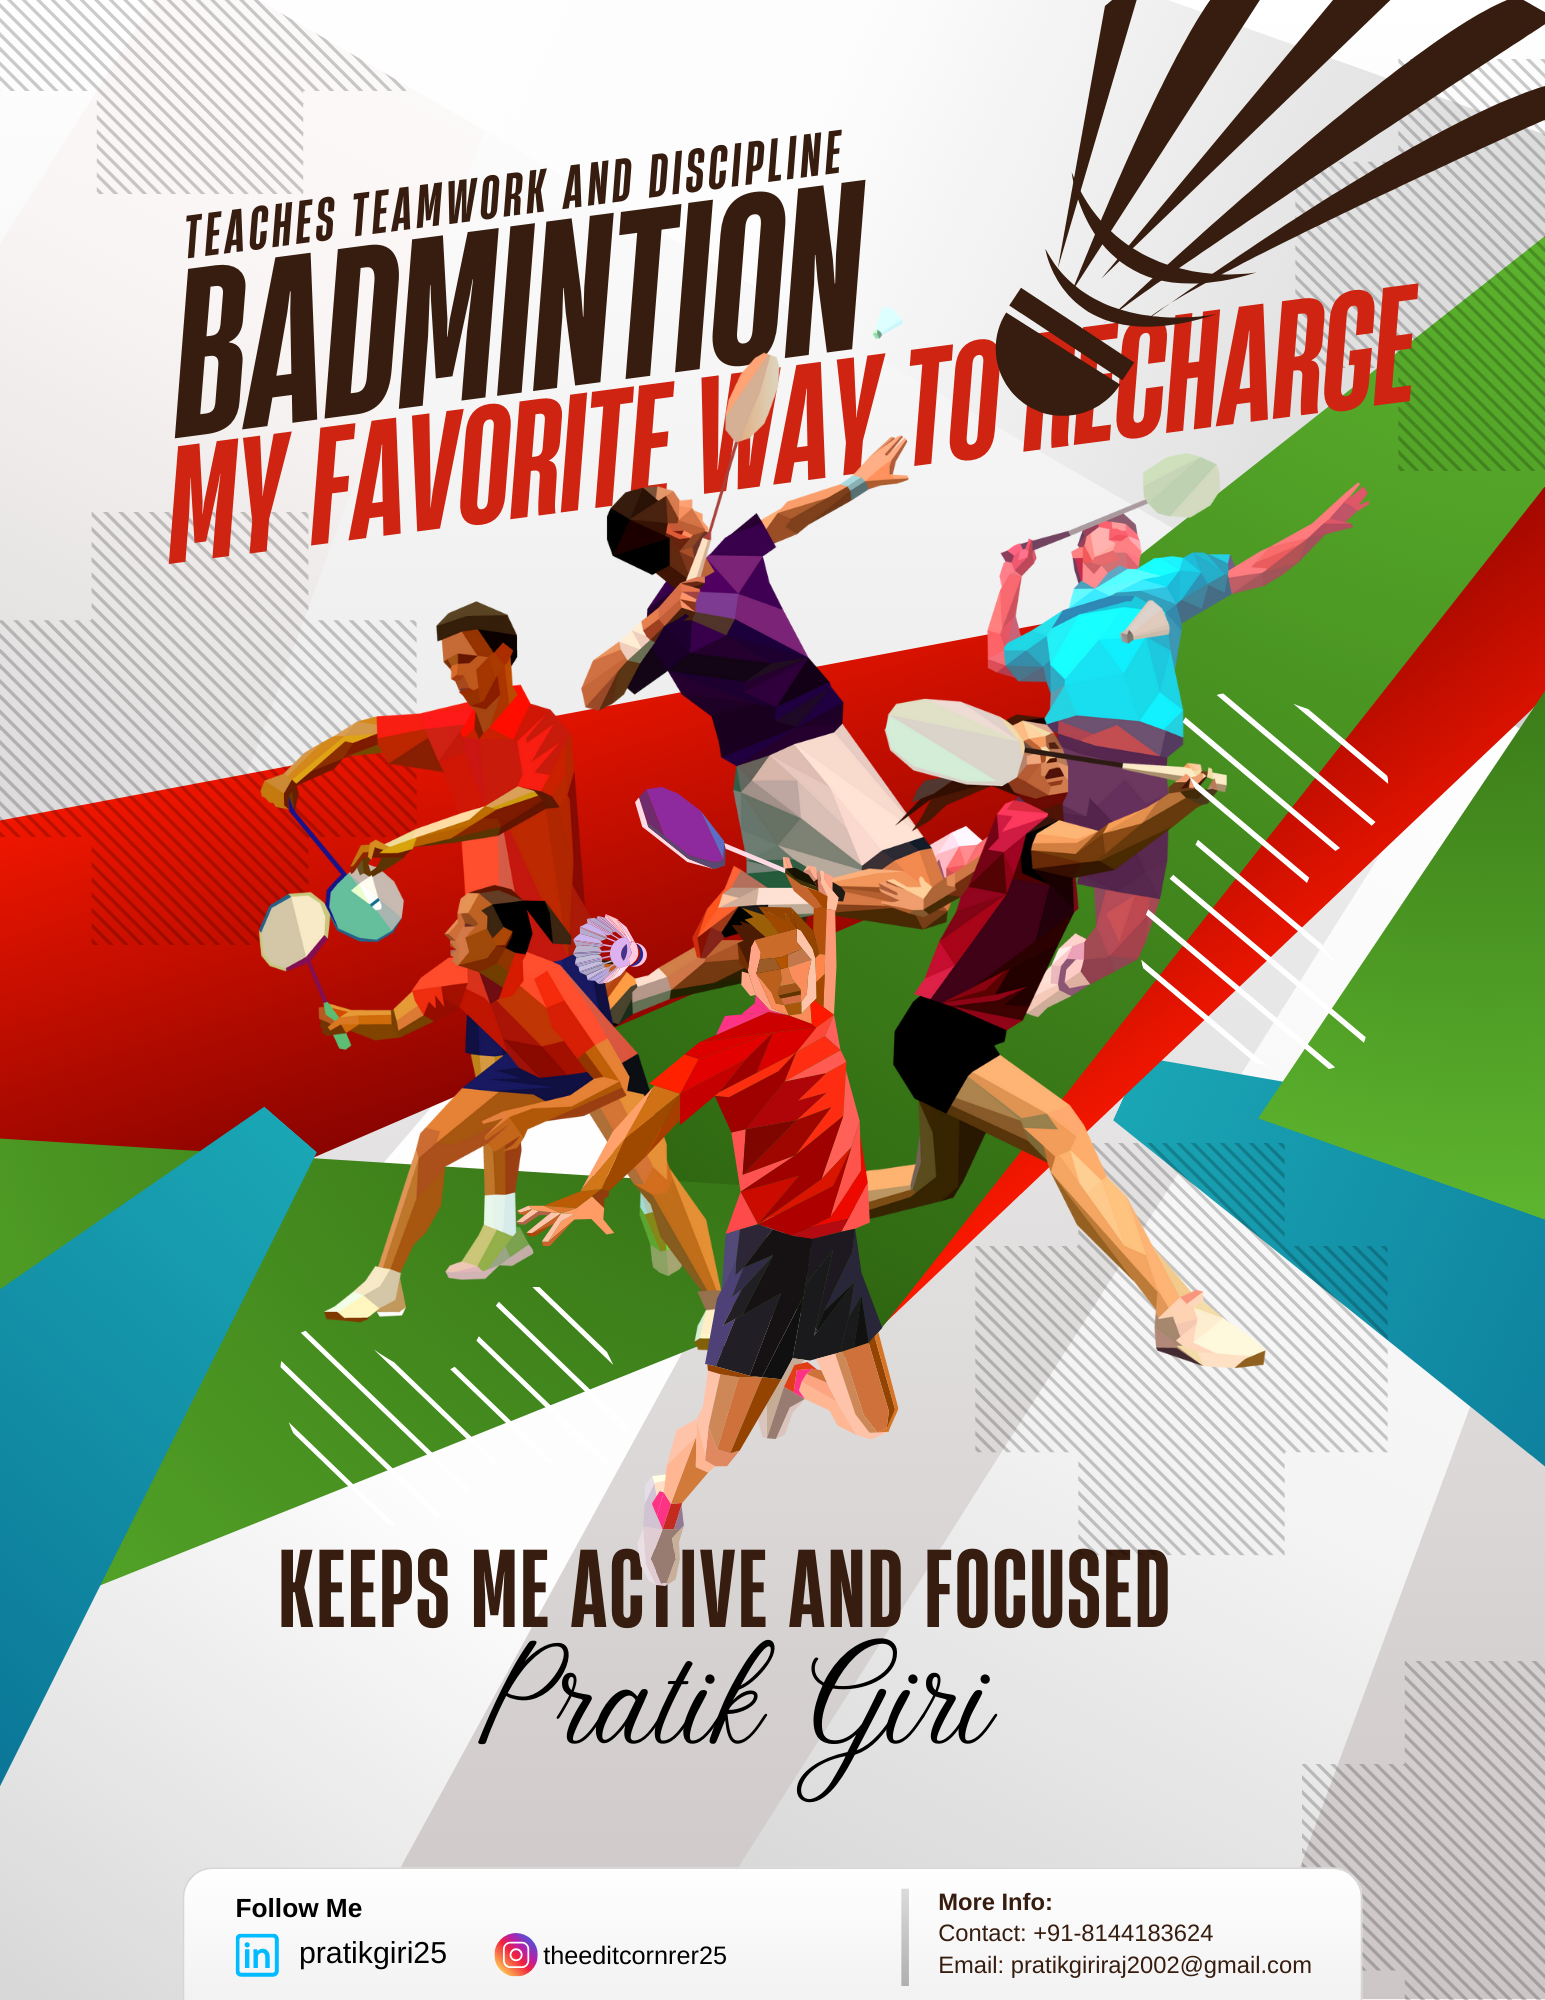 TEACHES TEAMWORK AND DISCIPLINE
BADMINTION
MY FAVORITE WAY TO RECHARGE
KEEPS ME ACTIVE AND FOCUSED
Pratik Giri
Follow Me
in pratikgiri25 theeditcornrer25
More Info:
Contact: +91-8144183624
Email: pratikgiriraj2002@gmail.com